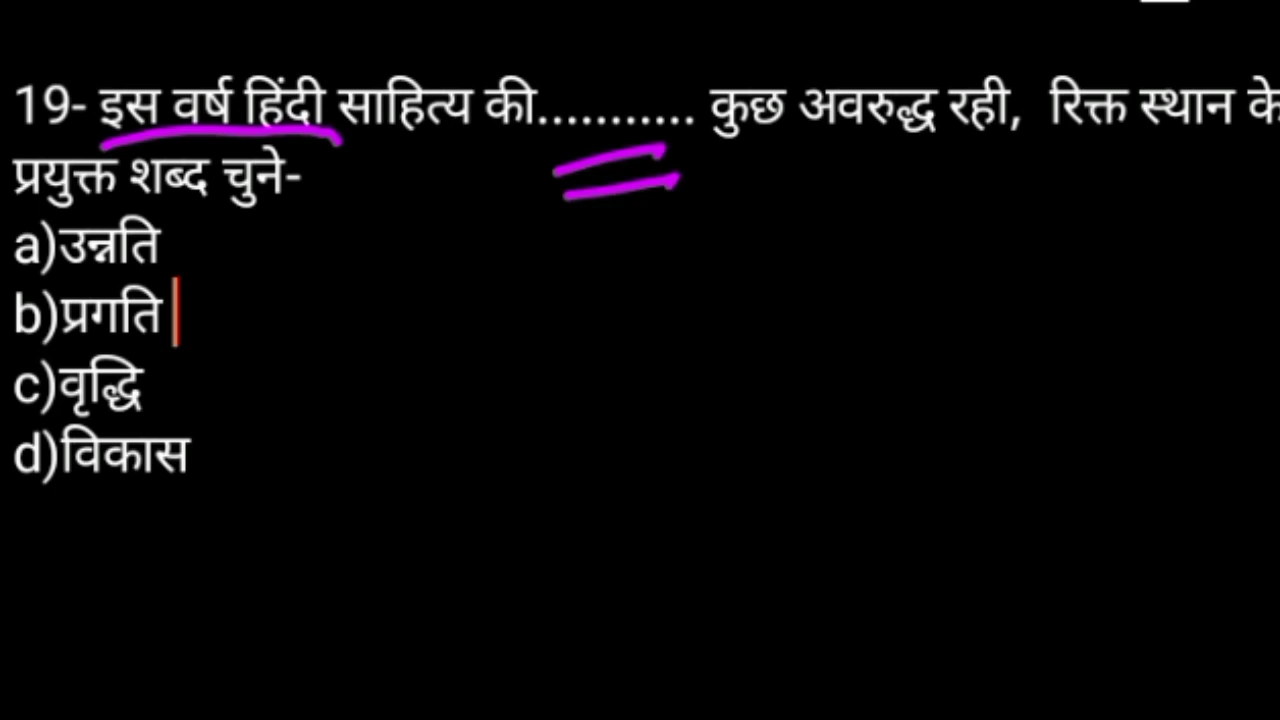 19- इस वर्ष हिंदी साहित्य की........... कुछ अवरुद्ध रही, रिक्त स्थान के
प्रयुक्त शब्द चुने-
a)उन्नति
b)प्रगति
c)वृद्धि
d)विकास